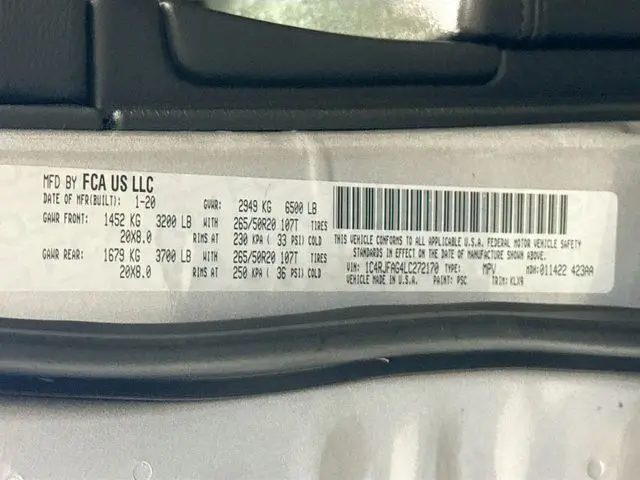 MFD BY FCA US LLC
DATE OF MFR(BUILT): 1-20 GVWR: 2949 KG 6500 LB
GAWR FRONT: 1452 KG 3200 LB WITH 265/50R20 107T TIRES
20X8.0 RIMS AT 230 KPA ( 33 PSI) COLD
GAWR REAR: 1679 KG 3700 LB WITH 265/50R20 107T TIRES
20X8.0 RIMS AT 250 KPA ( 36 PSI) COLD
CONFORMS TO ALL APPLICABLE U.S.A. FEDERAL MOTOR VEHICLE SAFETY
STANDARDS IN EFFECT ON THE DATE OF MANUFACTURE SHOWN ABOVE.
VIN: 1C4RJFAG4LC272170 TYPE: MPV MDH: 011422 423AA
VEHICLE MADE IN U.S.A. PAINT: PSC TRIM: KLX9